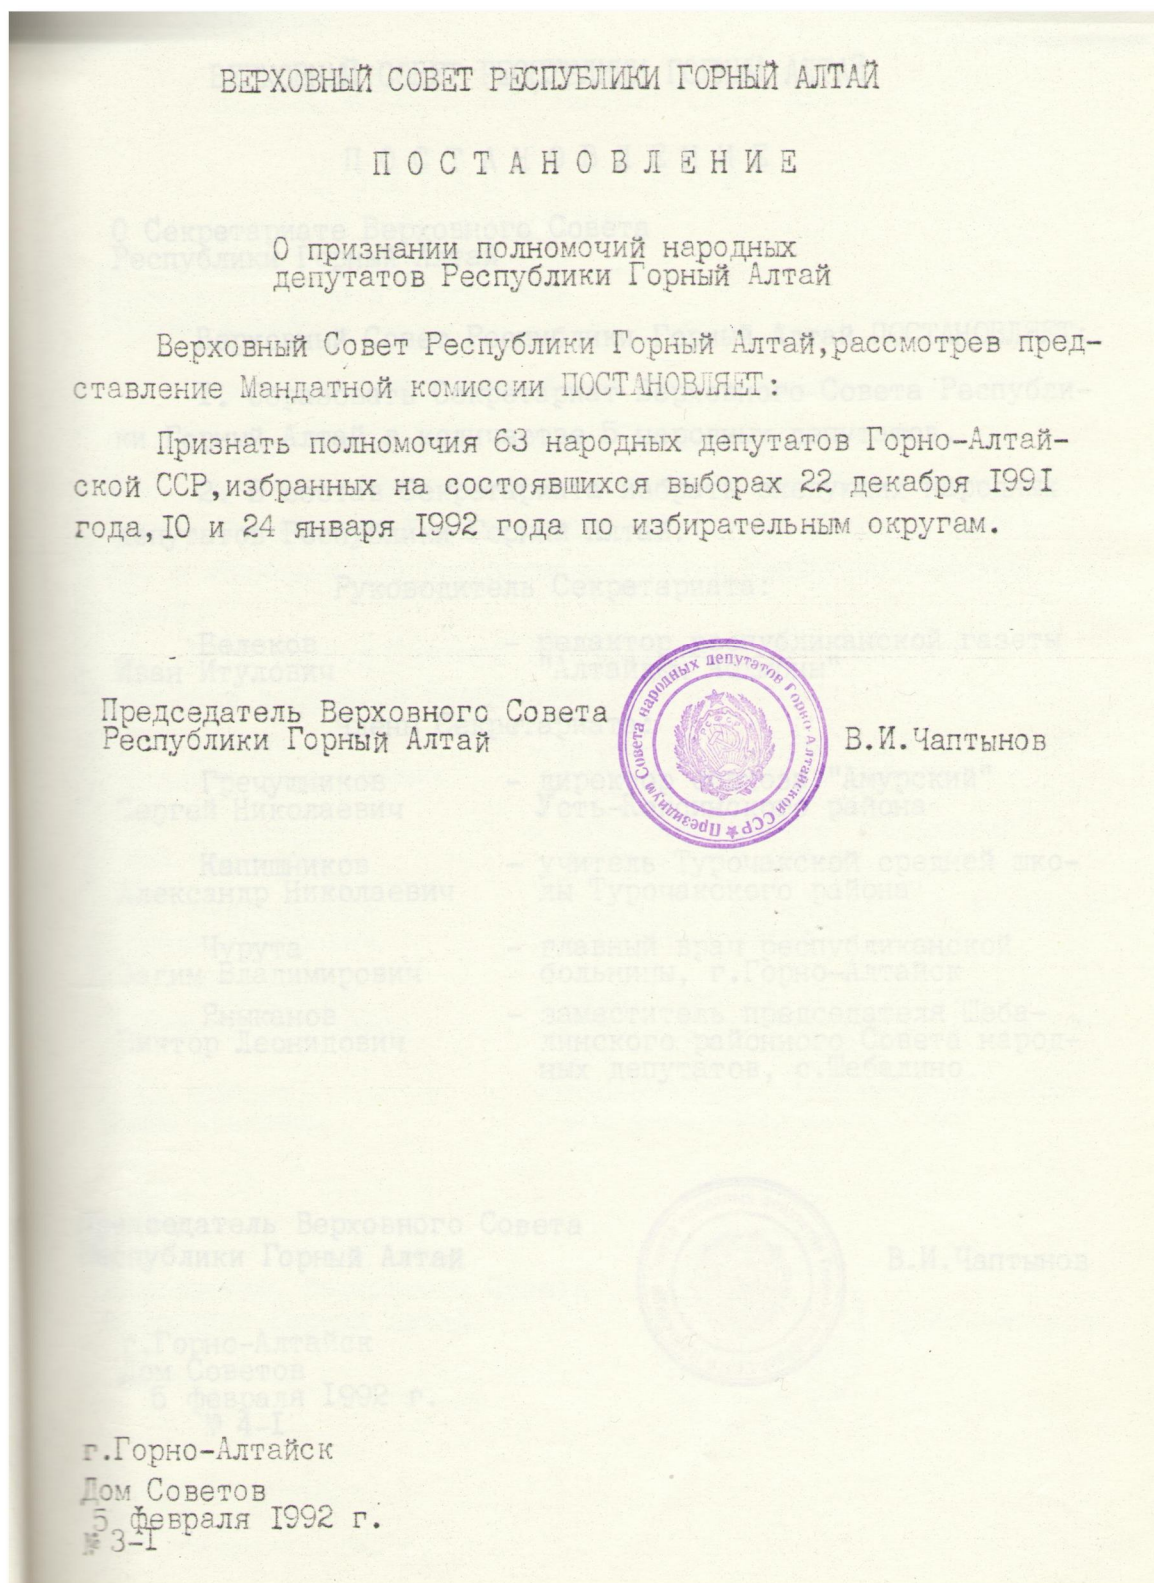 ВЕРХОВНЫЙ СОВЕТ РЕСПУБЛИКИ ГОРНЫЙ АЛТАЙ
П О С Т А Н О В Л Е Н И Е
О признании полномочий народных
депутатов Республики Горный Алтай
Верховный Совет Республики Горный Алтай,рассмотрев пред-
ставление Мандатной комиссии ПОСТАНОВЛЯЕТ:
Признать полномочия 63 народных депутатов Горно-Алтай-
ской ССР,избранных на состоявшихся выборах 22 декабря 1991
года,10 и 24 января 1992 года по избирательным округам.
Председатель Верховного Совета
Республики Горный Алтай
Президиум Совета народных депутатов Горно-Алтайской ССР
В.И.Чаптынов
г.Горно-Алтайск
Дом Советов
5 февраля 1992 г.
№ 3-1